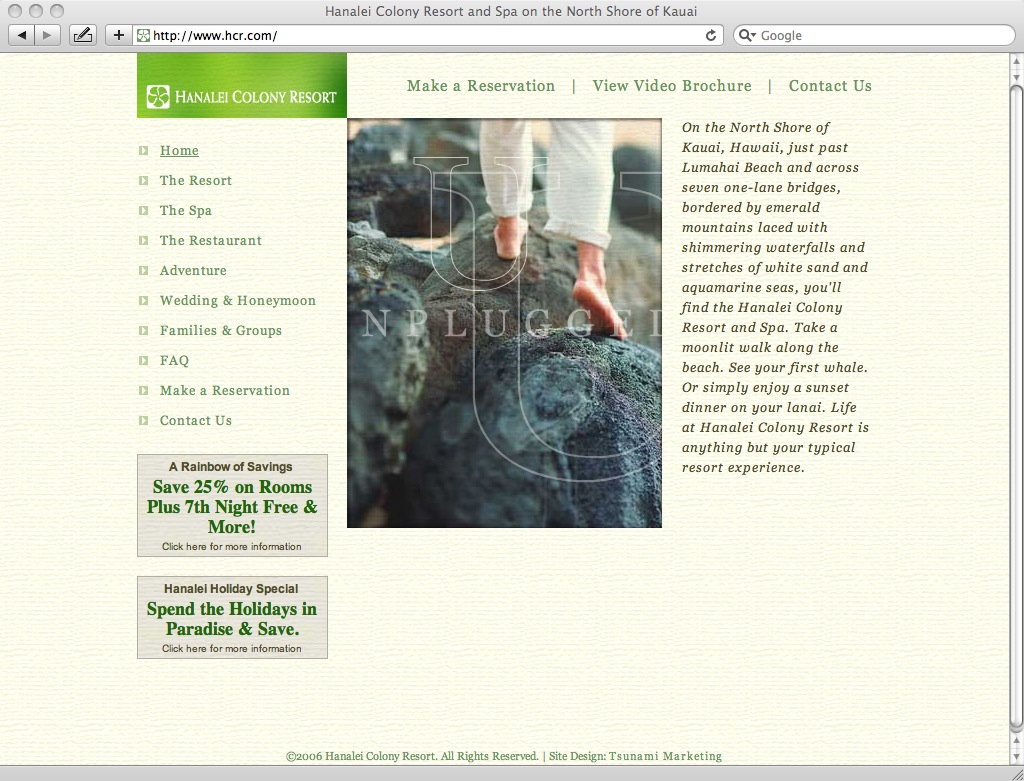 Hanalei Colony Resort and Spa on the North Shore of Kauai
http://www.hcr.com/
Google
HANALEI COLONY RESORT
Make a Reservation | View Video Brochure | Contact Us
Home
The Resort
The Spa
The Restaurant
Adventure
Wedding & Honeymoon
Families & Groups
FAQ
Make a Reservation
Contact Us
A Rainbow of Savings
Save 25% on Rooms
Plus 7th Night Free &
More!
Click here for more information
Hanalei Holiday Special
Spend the Holidays in
Paradise & Save.
Click here for more information
U
U
NPLUGGED
On the North Shore of
Kauai, Hawaii, just past
Lumahai Beach and across
seven one-lane bridges,
bordered by emerald
mountains laced with
shimmering waterfalls and
stretches of white sand and
aquamarine seas, you'll
find the Hanalei Colony
Resort and Spa. Take a
moonlit walk along the
beach. See your first whale.
Or simply enjoy a sunset
dinner on your lanai. Life
at Hanalei Colony Resort is
anything but your typical
resort experience.
©2006 Hanalei Colony Resort. All Rights Reserved. | Site Design: Tsunami Marketing